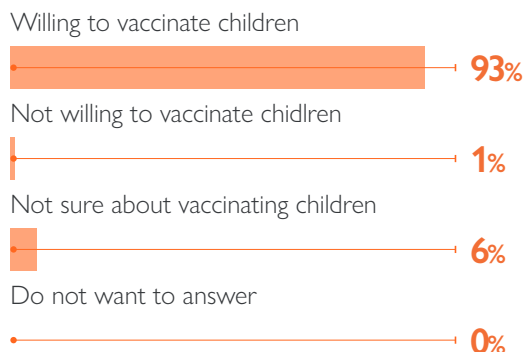 Willing to vaccinate children
93%
Not willing to vaccinate chidlren
1%
Not sure about vaccinating children
6%
Do not want to answer
0%